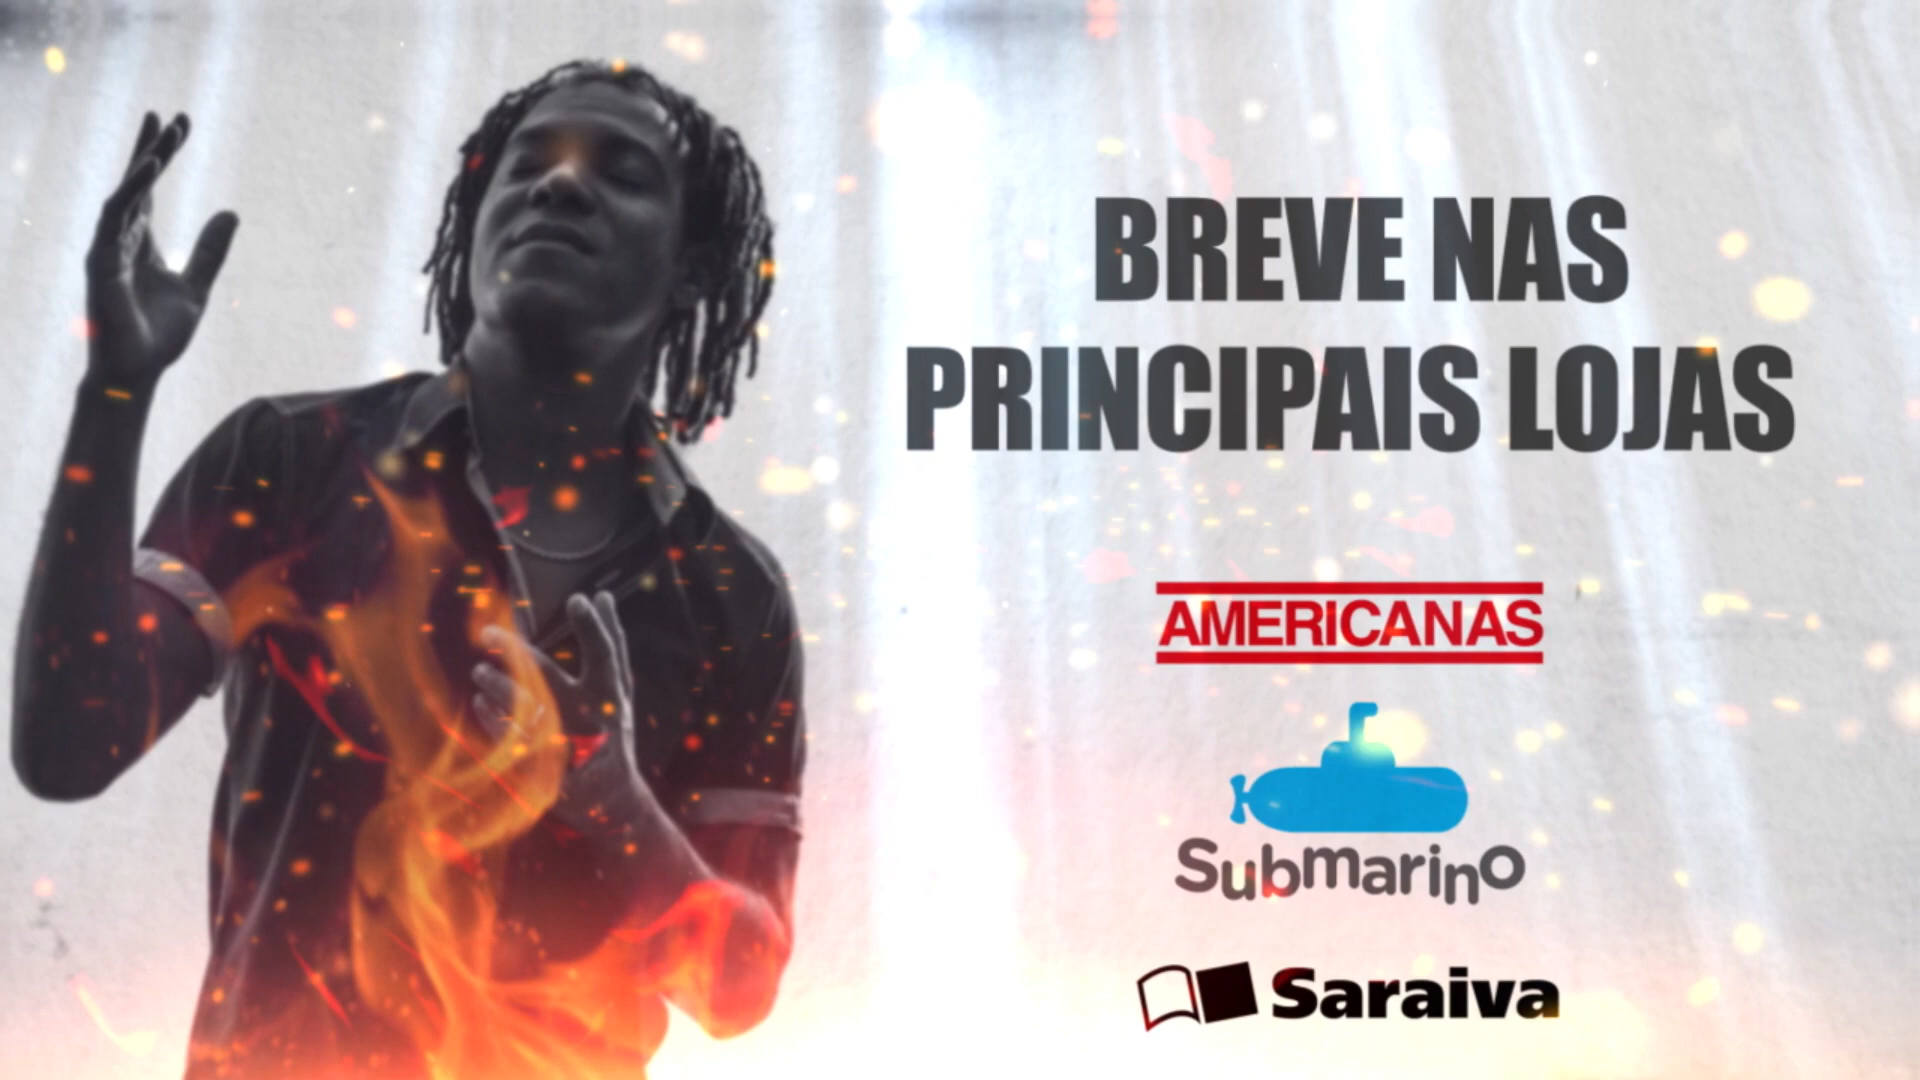 BREVE NAS
PRINCIPAIS LOJAS
AMERICANAS
Submarino
Saraiva